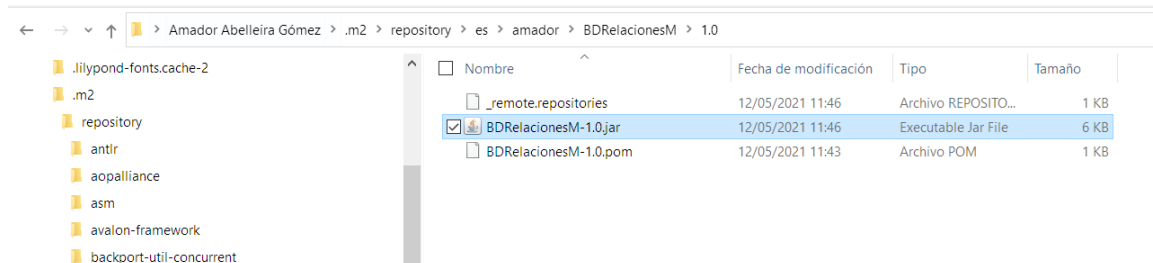 Amador Abelleira Gómez > .m2 > repository > es > amador > BDRelacionesM > 1.0
.lilypond-fonts.cache-2
.m2
repository
antlr
aopalliance
asm
avalon-framework
backport-util-concurrent
Nombre Fecha de modificación Tipo Tamaño
_remote.repositories 12/05/2021 11:46 Archivo REPOSITO... 1 KB
BDRelacionesM-1.0.jar 12/05/2021 11:46 Executable Jar File 6 KB
BDRelacionesM-1.0.pom 12/05/2021 11:43 Archivo POM 1 KB